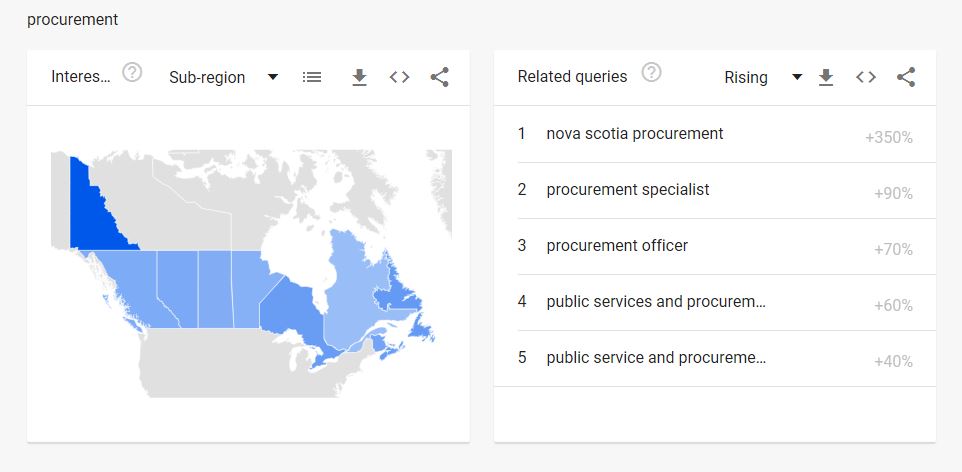 procurement
Interes... ? Sub-region
Related queries ? Rising
1 nova scotia procurement +350%
2 procurement specialist +90%
3 procurement officer +70%
4 public services and procurem... +60%
5 public service and procureme... +40%